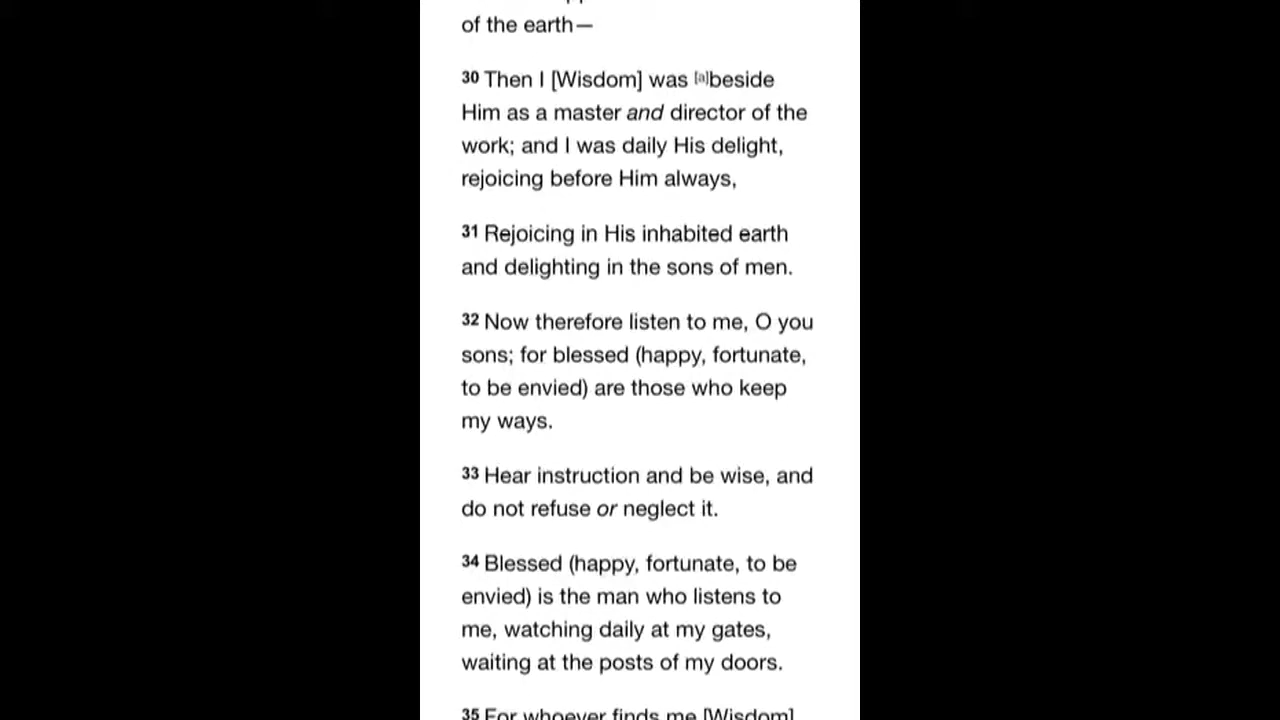 of the earth—
30 Then I [Wisdom] was [a]beside
Him as a master and director of the
work; and I was daily His delight,
rejoicing before Him always,
31 Rejoicing in His inhabited earth
and delighting in the sons of men.
32 Now therefore listen to me, O you
sons; for blessed (happy, fortunate,
to be envied) are those who keep
my ways.
33 Hear instruction and be wise, and
do not refuse or neglect it.
34 Blessed (happy, fortunate, to be
envied) is the man who listens to
me, watching daily at my gates,
waiting at the posts of my doors.
35 For whoever finds me [Wisdom]